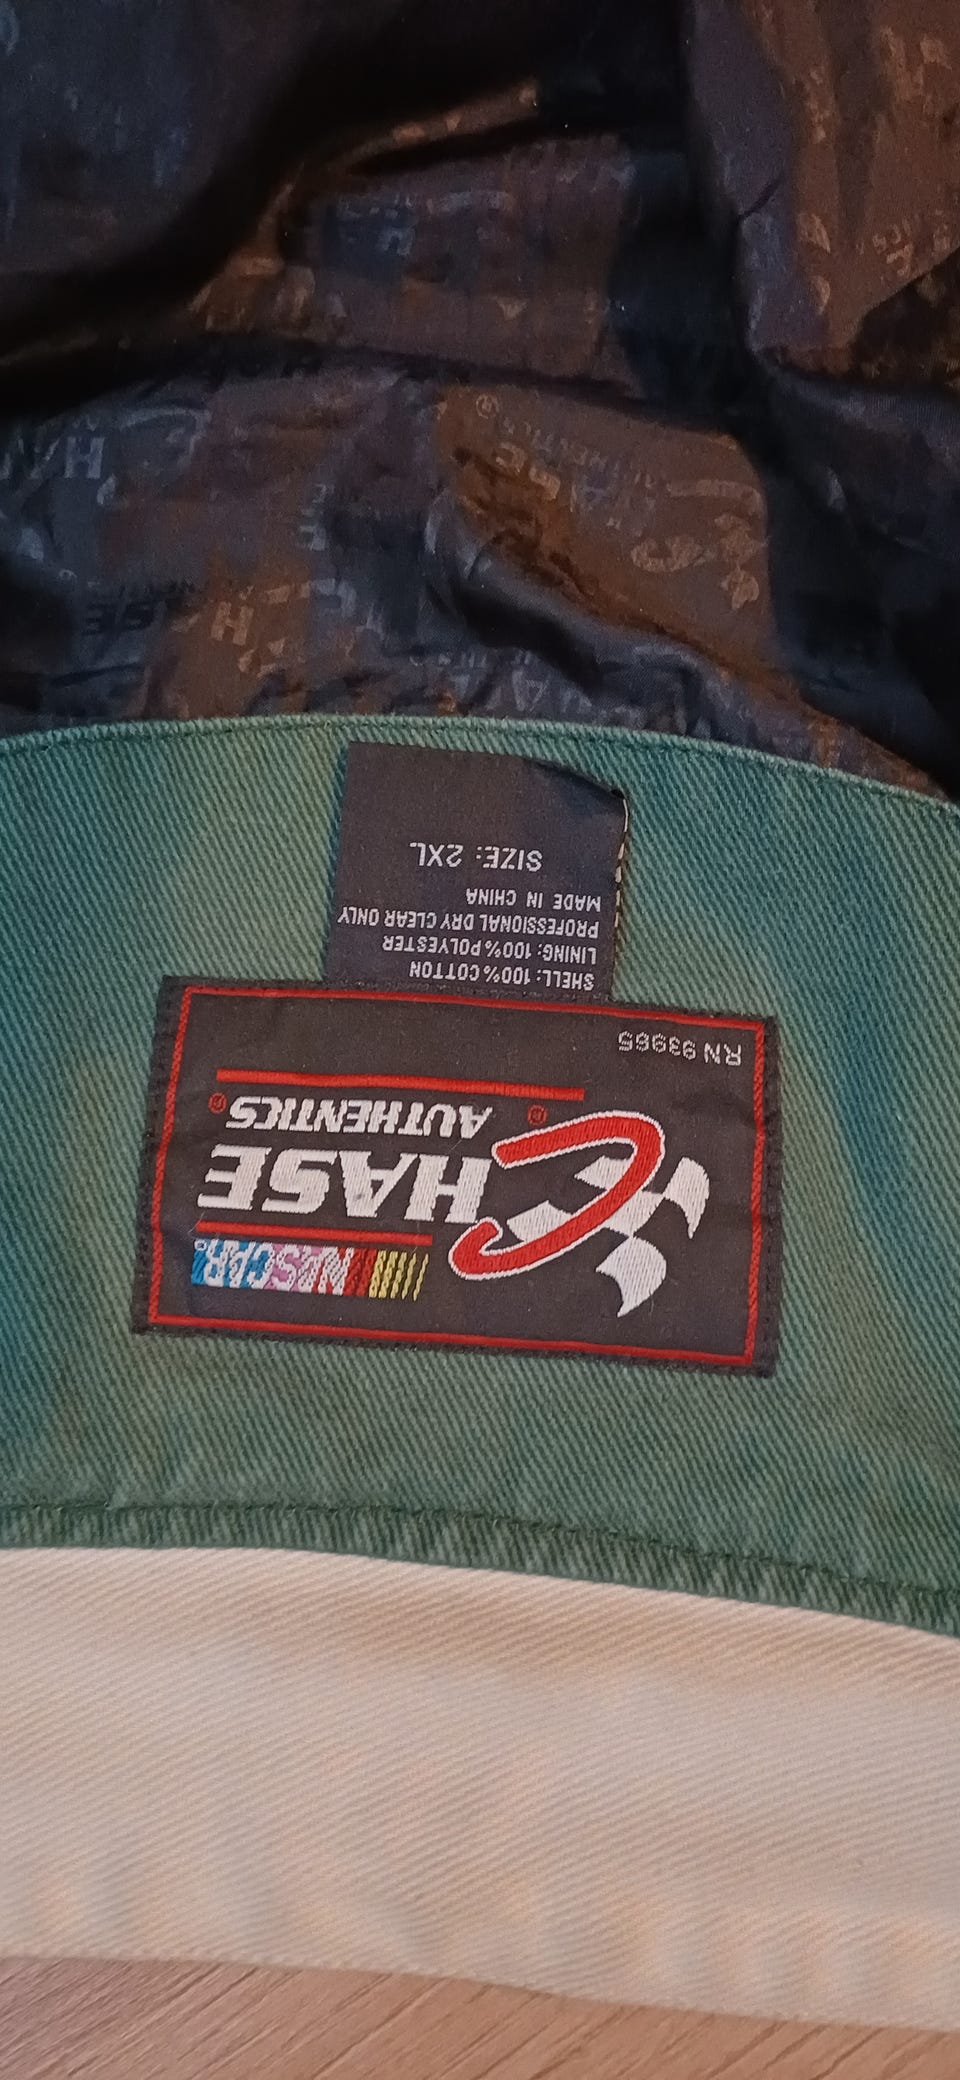 NASCAR®
CHASE
AUTHENTICS®
®
RN 93965
SHELL: 100% COTTON
LINING: 100% POLYESTER
PROFESSIONAL DRY CLEAR ONLY
MADE IN CHINA
SIZE: 2XL